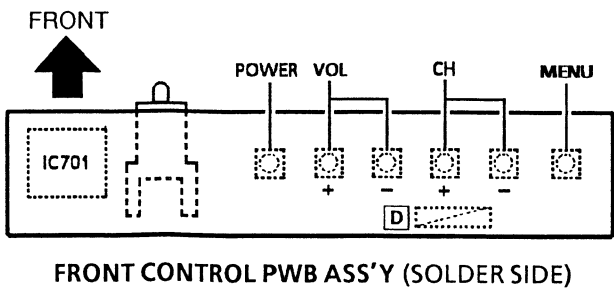 FRONT
POWER VOL CH MENU
IC701
+ − + −
D
FRONT CONTROL PWB ASS'Y (SOLDER SIDE)